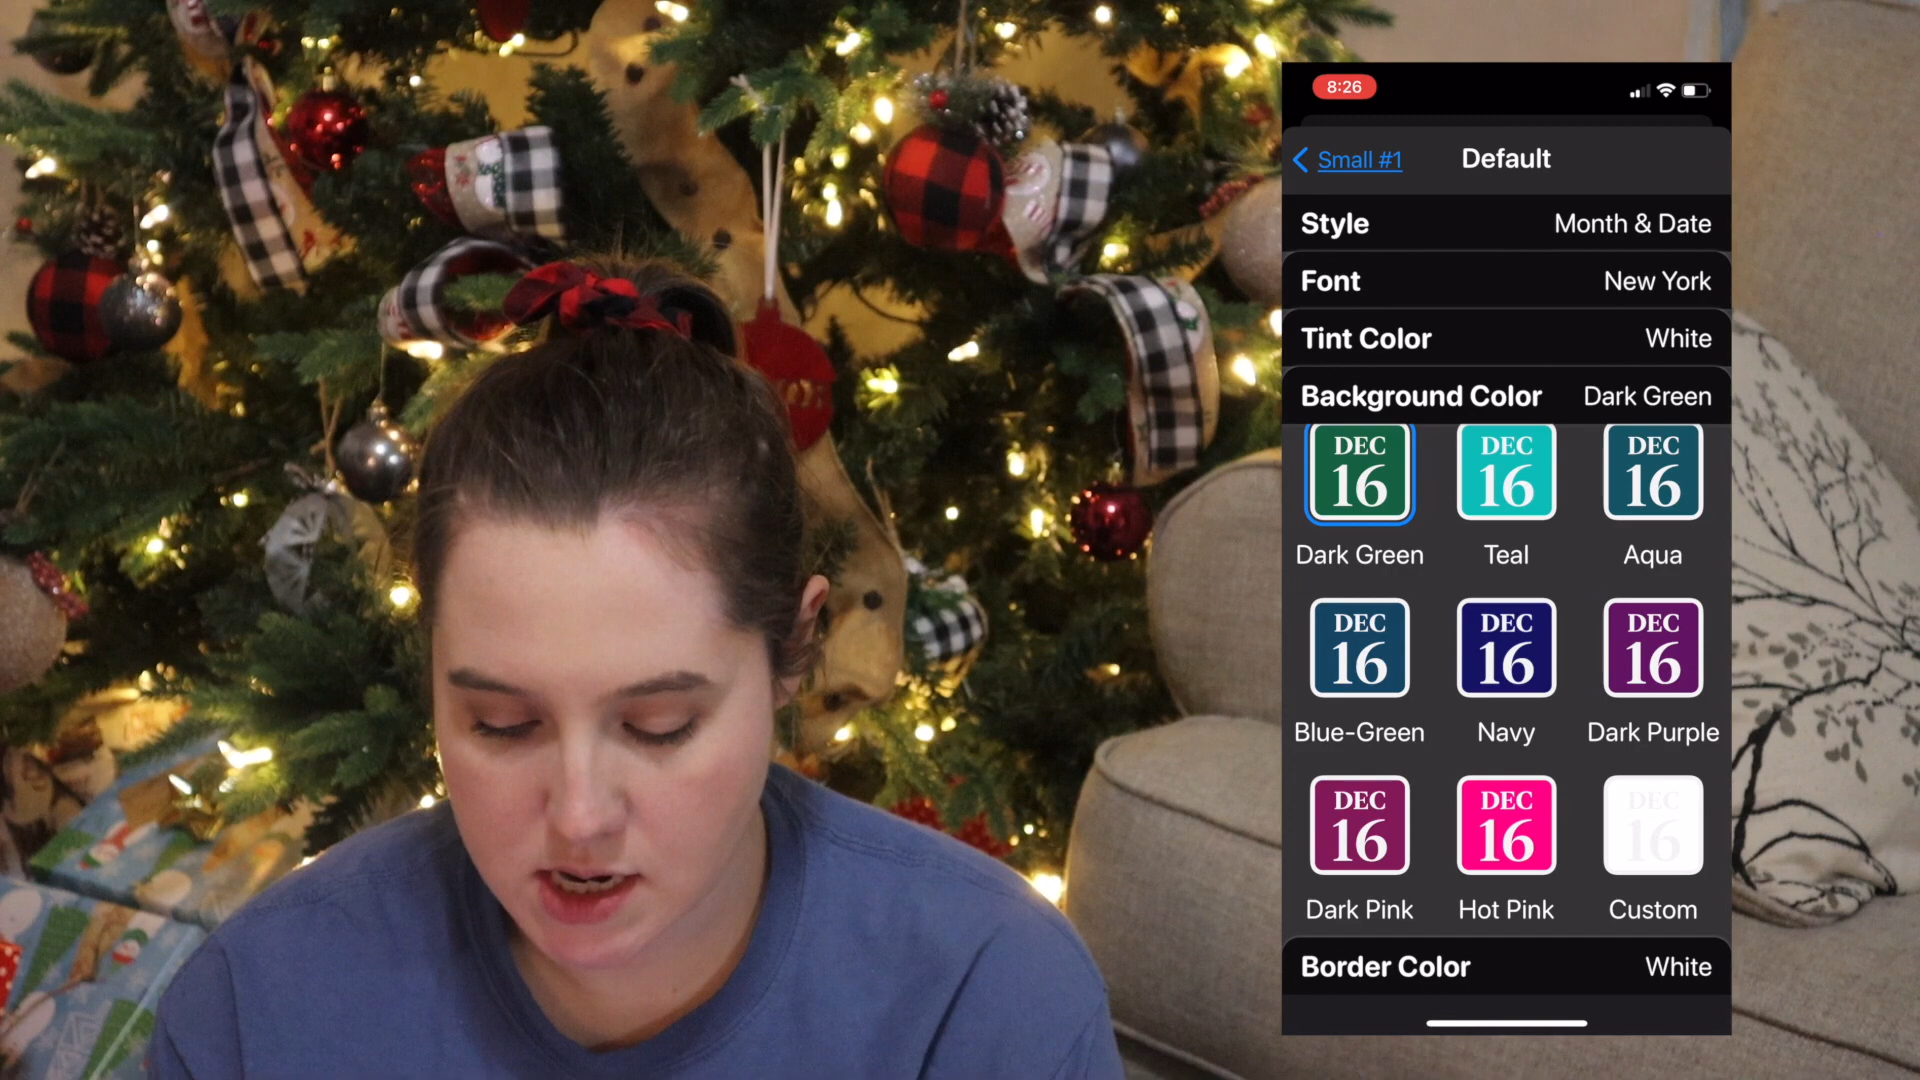 8:26
Small #1 Default
Style Month & Date
Font New York
Tint Color White
Background Color Dark Green
DEC DEC DEC
16 16 16
Dark Green Teal Aqua
DEC DEC DEC
16 16 16
Blue-Green Navy Dark Purple
DEC DEC DEC
16 16 16
Dark Pink Hot Pink Custom
Border Color White